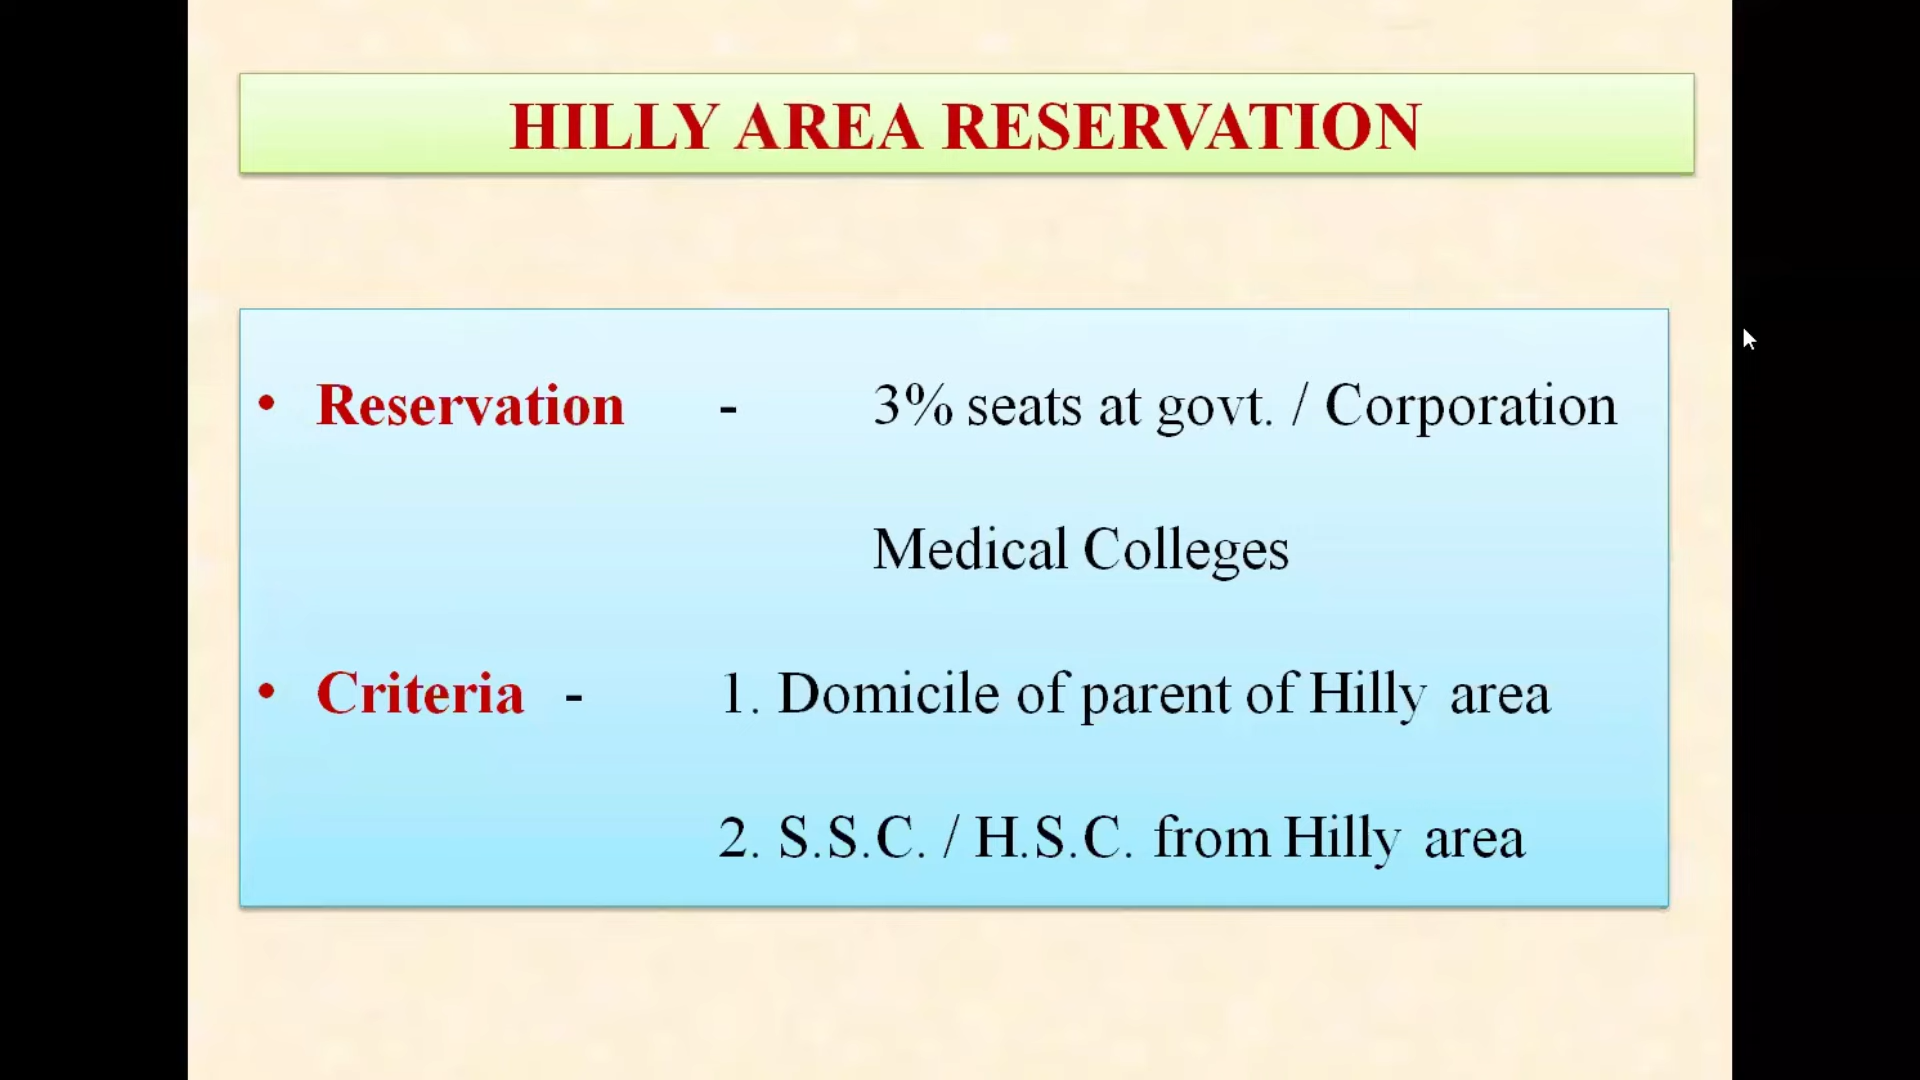 HILLY AREA RESERVATION
• Reservation - 3% seats at govt. / Corporation
Medical Colleges
• Criteria - 1. Domicile of parent of Hilly area
2. S.S.C. / H.S.C. from Hilly area